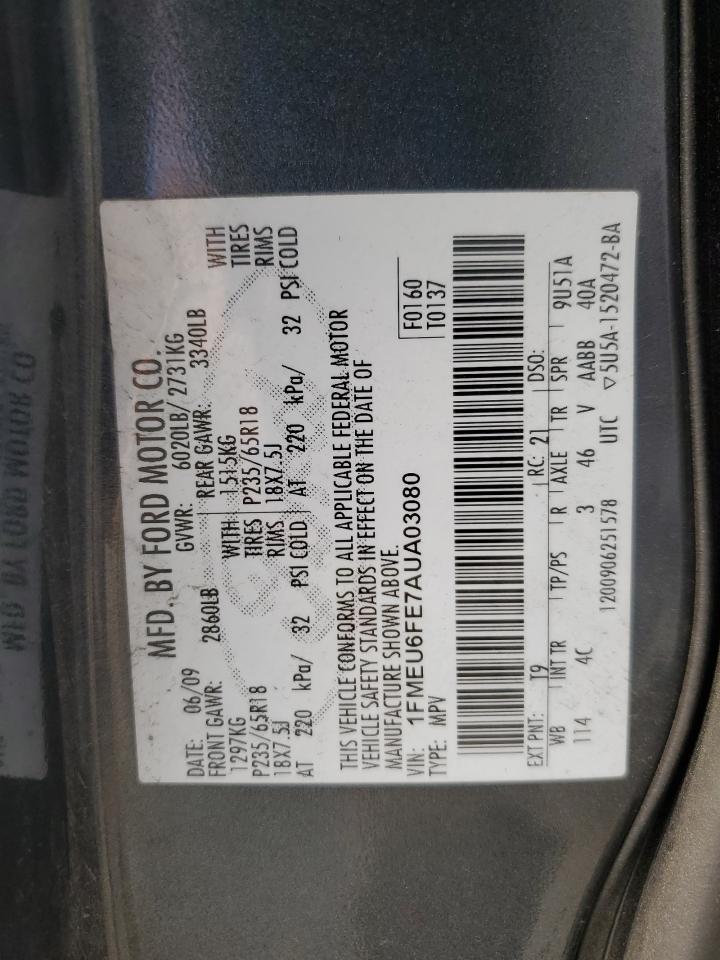 MFD. BY FORD MOTOR CO.
DATE: 06/09 GVWR: 6020LB/ 2731KG
FRONT GAWR: 2860LB REAR GAWR: 3340LB
1297KG WITH 1515KG WITH
P235/65R18 TIRES P235/65R18 TIRES
18X7.5J RIMS 18X7.5J RIMS
AT 220 kPa/ 32 PSI COLD AT 220 kPa/ 32 PSI COLD
THIS VEHICLE CONFORMS TO ALL APPLICABLE FEDERAL MOTOR
VEHICLE SAFETY STANDARDS IN EFFECT ON THE DATE OF
MANUFACTURE SHOWN ABOVE.
VIN: 1FMEU6FE7AUA03080 F0160
TYPE: MPV T0137
EXT PNT: T9 RC: 21 DSO:
WB INT TR TP/PS R AXLE TR SPR 9U51A
114 4C 3 46 V AABB 40A
1200906251578 UTC ▽5U5A-1520472-BA